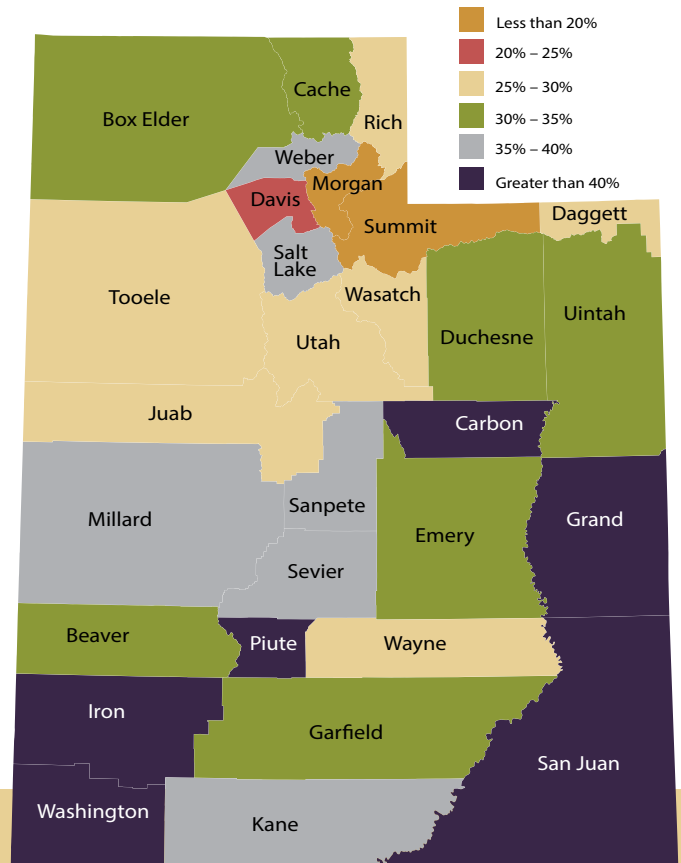 Less than 20%
20% – 25%
25% – 30%
30% – 35%
35% – 40%
Greater than 40%
Box Elder
Cache
Rich
Weber
Morgan
Davis
Summit
Daggett
Salt
Lake
Tooele
Wasatch
Utah
Duchesne
Uintah
Juab
Carbon
Millard
Sanpete
Emery
Grand
Sevier
Beaver
Piute
Wayne
Iron
Garfield
San Juan
Washington
Kane